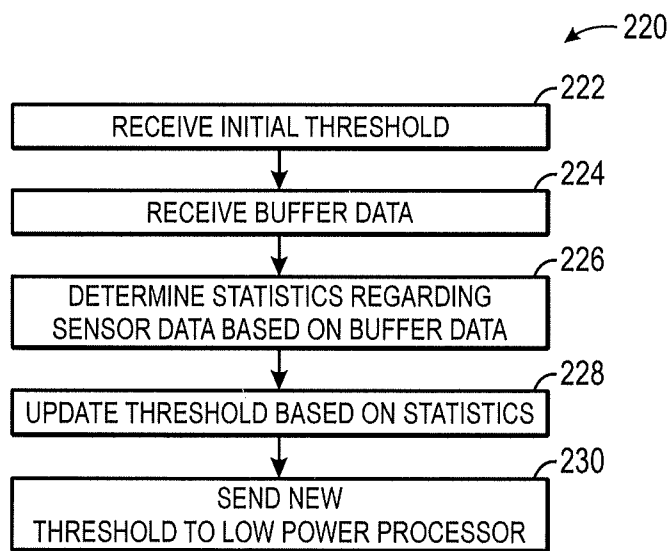 220
222
RECEIVE INITIAL THRESHOLD
224
RECEIVE BUFFER DATA
226
DETERMINE STATISTICS REGARDING
SENSOR DATA BASED ON BUFFER DATA
228
UPDATE THRESHOLD BASED ON STATISTICS
230
SEND NEW
THRESHOLD TO LOW POWER PROCESSOR